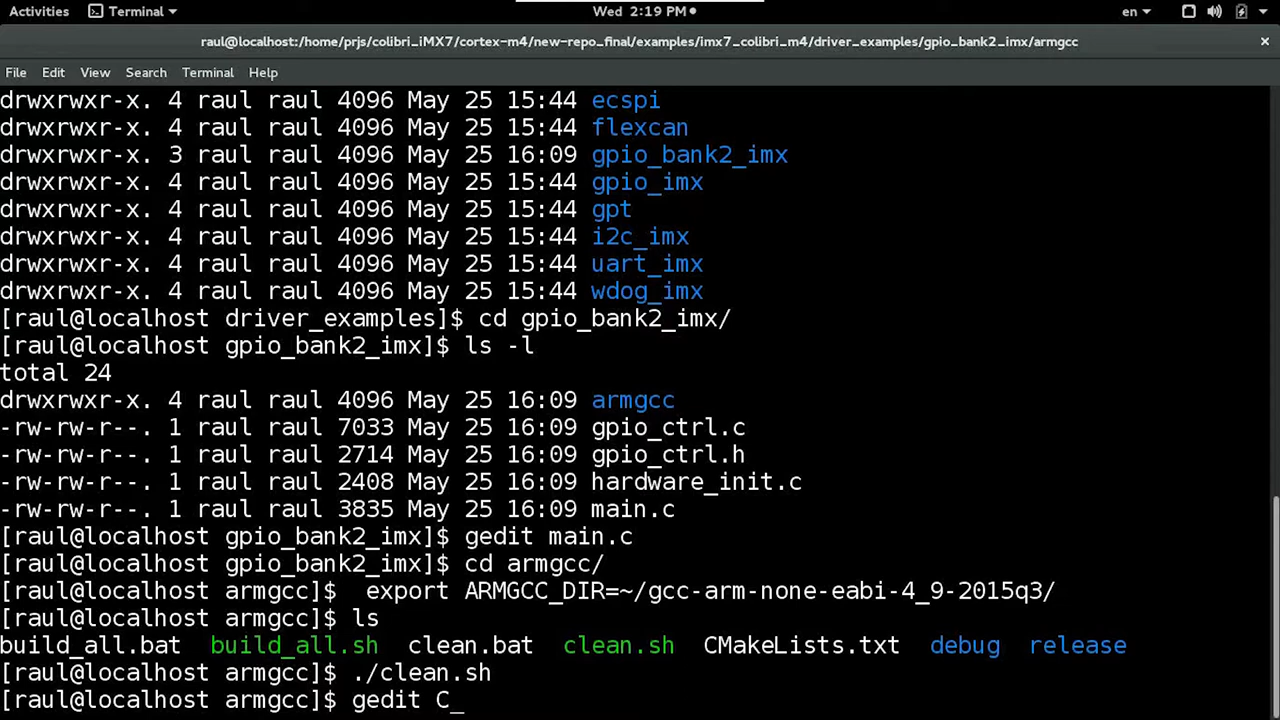 Activities Terminal Wed 2:19 PM en
raul@localhost:/home/prjs/colibri_iMX7/cortex-m4/new-repo_final/examples/imx7_colibri_m4/driver_examples/gpio_bank2_imx/armgcc
File Edit View Search Terminal Help
drwxrwxr-x. 4 raul raul 4096 May 25 15:44 ecspi
drwxrwxr-x. 4 raul raul 4096 May 25 15:44 flexcan
drwxrwxr-x. 3 raul raul 4096 May 25 16:09 gpio_bank2_imx
drwxrwxr-x. 4 raul raul 4096 May 25 15:44 gpio_imx
drwxrwxr-x. 4 raul raul 4096 May 25 15:44 gpt
drwxrwxr-x. 4 raul raul 4096 May 25 15:44 i2c_imx
drwxrwxr-x. 4 raul raul 4096 May 25 15:44 uart_imx
drwxrwxr-x. 4 raul raul 4096 May 25 15:44 wdog_imx
[raul@localhost driver_examples]$ cd gpio_bank2_imx/
[raul@localhost gpio_bank2_imx]$ ls -l
total 24
drwxrwxr-x. 4 raul raul 4096 May 25 16:09 armgcc
-rw-rw-r--. 1 raul raul 7033 May 25 16:09 gpio_ctrl.c
-rw-rw-r--. 1 raul raul 2714 May 25 16:09 gpio_ctrl.h
-rw-rw-r--. 1 raul raul 2408 May 25 16:09 hardware_init.c
-rw-rw-r--. 1 raul raul 3835 May 25 16:09 main.c
[raul@localhost gpio_bank2_imx]$ gedit main.c
[raul@localhost gpio_bank2_imx]$ cd armgcc/
[raul@localhost armgcc]$  export ARMGCC_DIR=~/gcc-arm-none-eabi-4_9-2015q3/
[raul@localhost armgcc]$ ls
build_all.bat build_all.sh clean.bat clean.sh CMakeLists.txt debug release
[raul@localhost armgcc]$ ./clean.sh
[raul@localhost armgcc]$ gedit C_